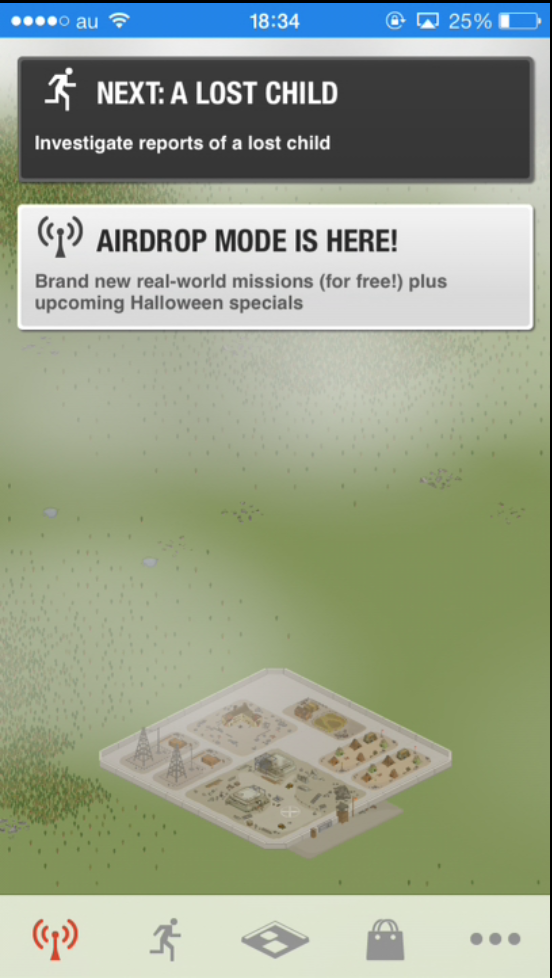 au
18:34
25%
NEXT: A LOST CHILD
Investigate reports of a lost child
AIRDROP MODE IS HERE!
Brand new real-world missions (for free!) plus
upcoming Halloween specials